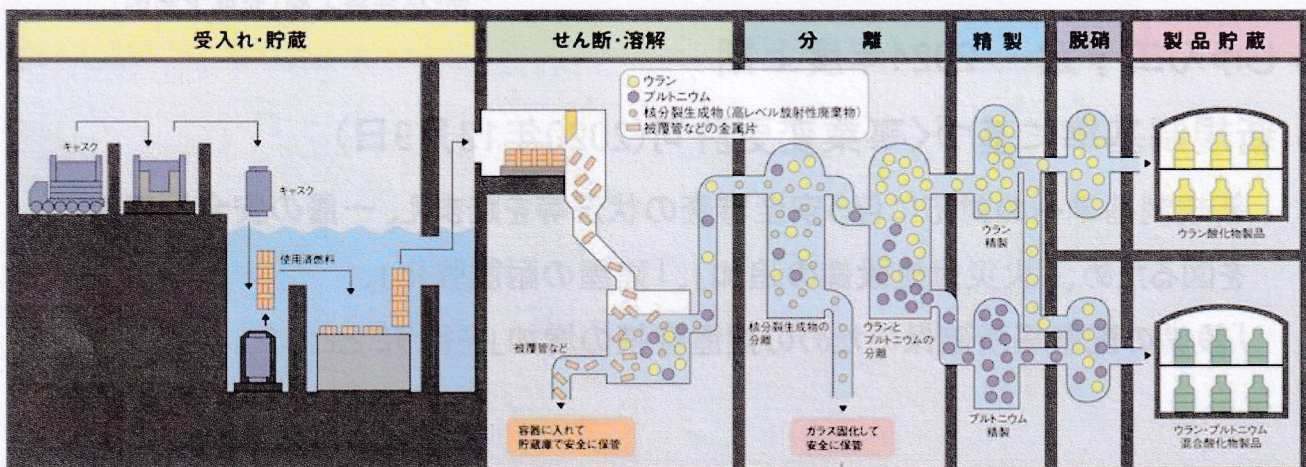 受入れ・貯蔵
せん断・溶解
分離
精製
脱硝
製品貯蔵
ウラン
プルトニウム
核分裂生成物(高レベル放射性廃棄物)
被覆管などの金属片
キャスク
キャスク
使用済燃料
被覆管など
容器に入れて
貯蔵庫で安全に保管
核分裂生成物の
分離
ガラス固化して
安全に保管
ウランと
プルトニウムの
分離
ウラン
精製
プルトニウム
精製
ウラン酸化物製品
ウラン・プルトニウム
混合酸化物製品